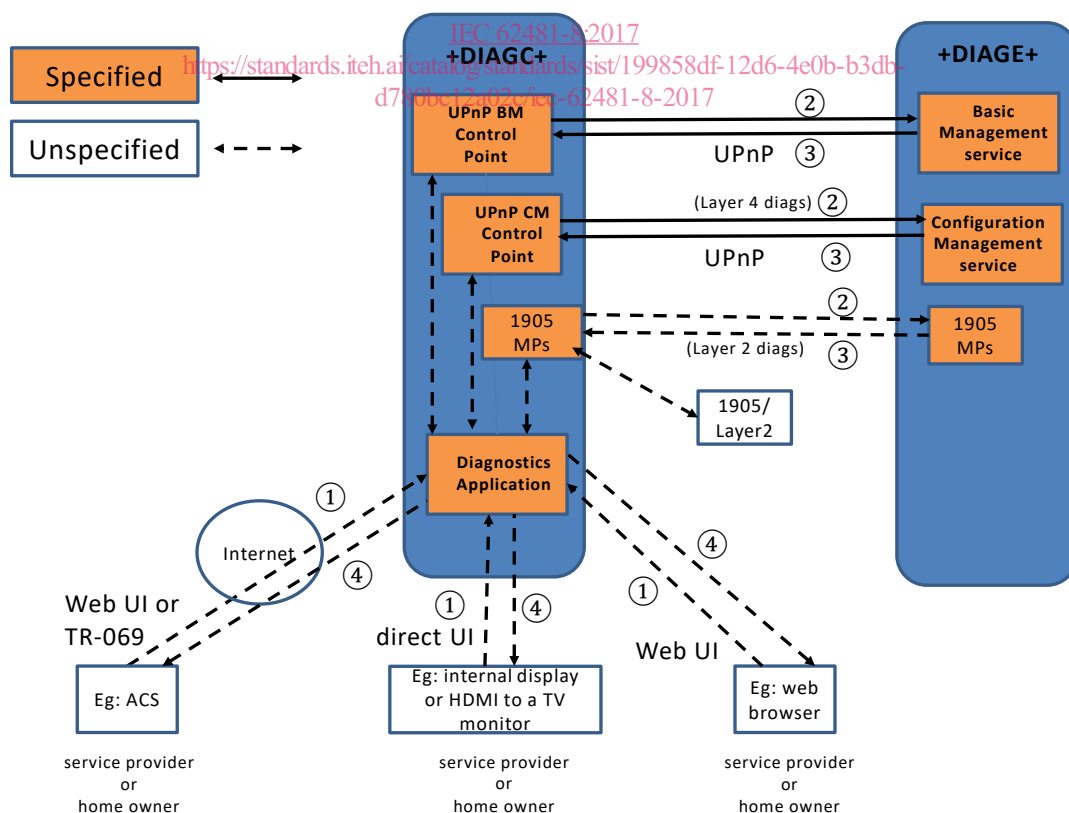 IEC 62481-8:2017
https://standards.iteh.ai/catalog/standards/sist/199858df-12d6-4e0b-b3db-
d780bc12a02c/iec-62481-8-2017
+DIAGC+
+DIAGE+
Specified
Unspecified
UPnP BM
Control
Point
②
UPnP
③
Basic
Management
service
UPnP CM
Control
Point
(Layer 4 diags)
②
UPnP
③
Configuration
Management
service
1905
MPs
②
(Layer 2 diags)
③
1905
MPs
1905/
Layer2
Diagnostics
Application
①
Internet
④
Web UI or
TR-069
①
④
direct UI
④
①
Web UI
Eg: ACS
Eg: internal display
or HDMI to a TV
monitor
Eg: web
browser
service provider
or
home owner
service provider
or
home owner
service provider
or
home owner